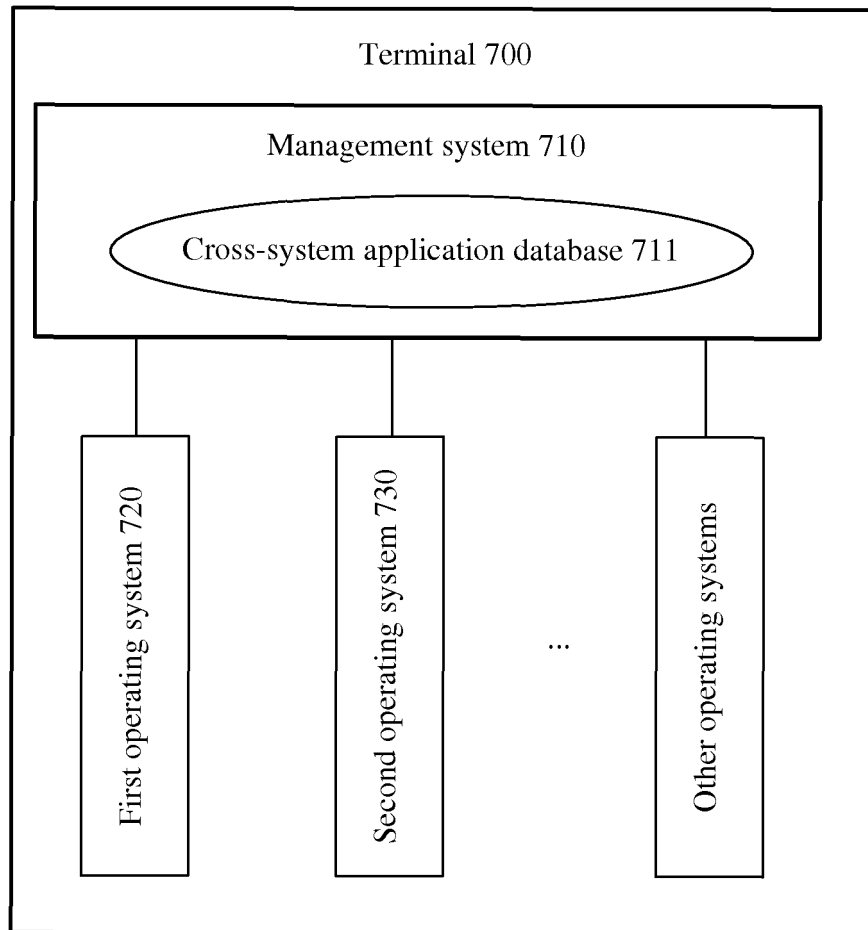 Terminal 700
Management system 710
Cross-system application database 711
First operating system 720
Second operating system 730
...
Other operating systems